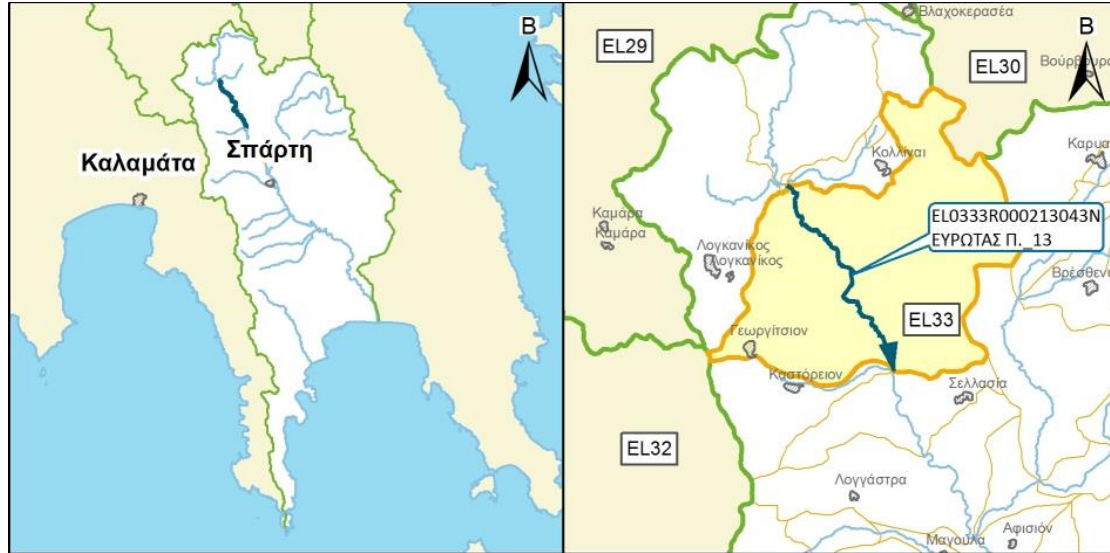 B
Καλαμάτα
Σπάρτη
Βλαχοκερασέα
EL29
EL30
B
Κολλίναι
Καμάρα
Καμάρα
Λογκανίκος
Λογκανίκος
EL0333R000213043N
ΕΥΡΩΤΑΣ Π._13
EL33
Γεωργίτσιον
Καστόρειον
Σελλασία
EL32
Λογγάστρα
Αφισιόν
Μαγούλα